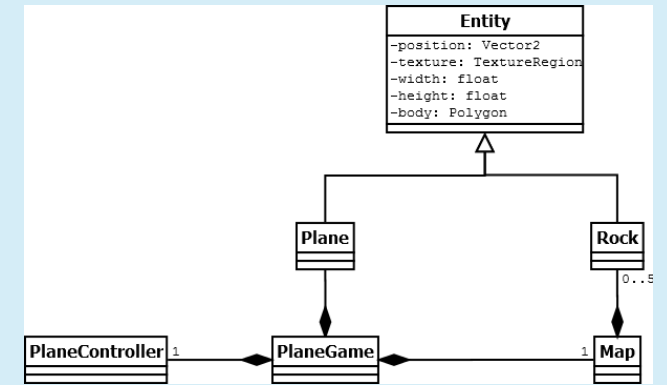 Entity
-position: Vector2
-texture: TextureRegion
-width: float
-height: float
-body: Polygon
Plane
Rock
0..5
PlaneController
1
PlaneGame
1
Map